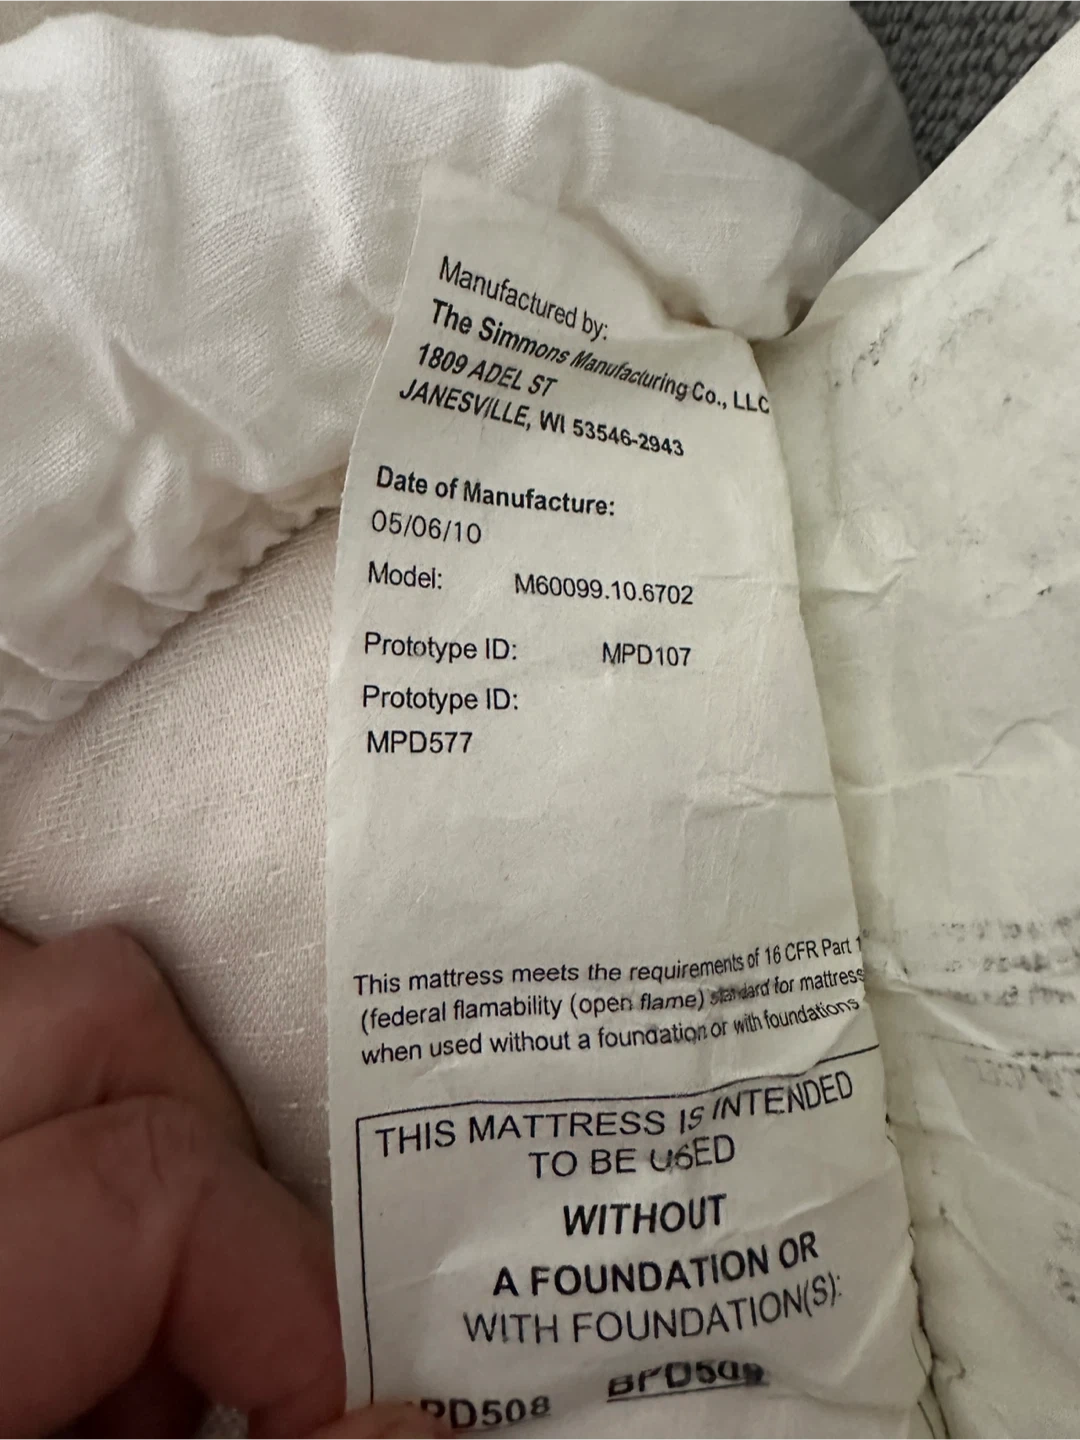 Manufactured by:
The Simmons Manufacturing Co., LLC
1809 ADEL ST
JANESVILLE, WI 53546-2943
Date of Manufacture:
05/06/10
Model: M60099.10.6702
Prototype ID: MPD107
Prototype ID:
MPD577
This mattress meets the requirements of 16 CFR Part
(federal flamability (open flame) standard for mattress
when used without a foundation or with foundations
THIS MATTRESS IS INTENDED
TO BE USED
WITHOUT
A FOUNDATION OR
WITH FOUNDATION(S):
PD508 BPD509